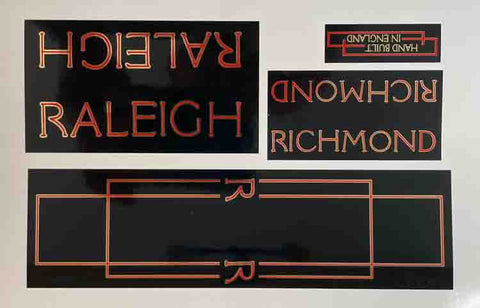 RALEIGH
RALEIGH
HAND BUILT
IN ENGLAND
RICHMOND
RICHMOND
R
R